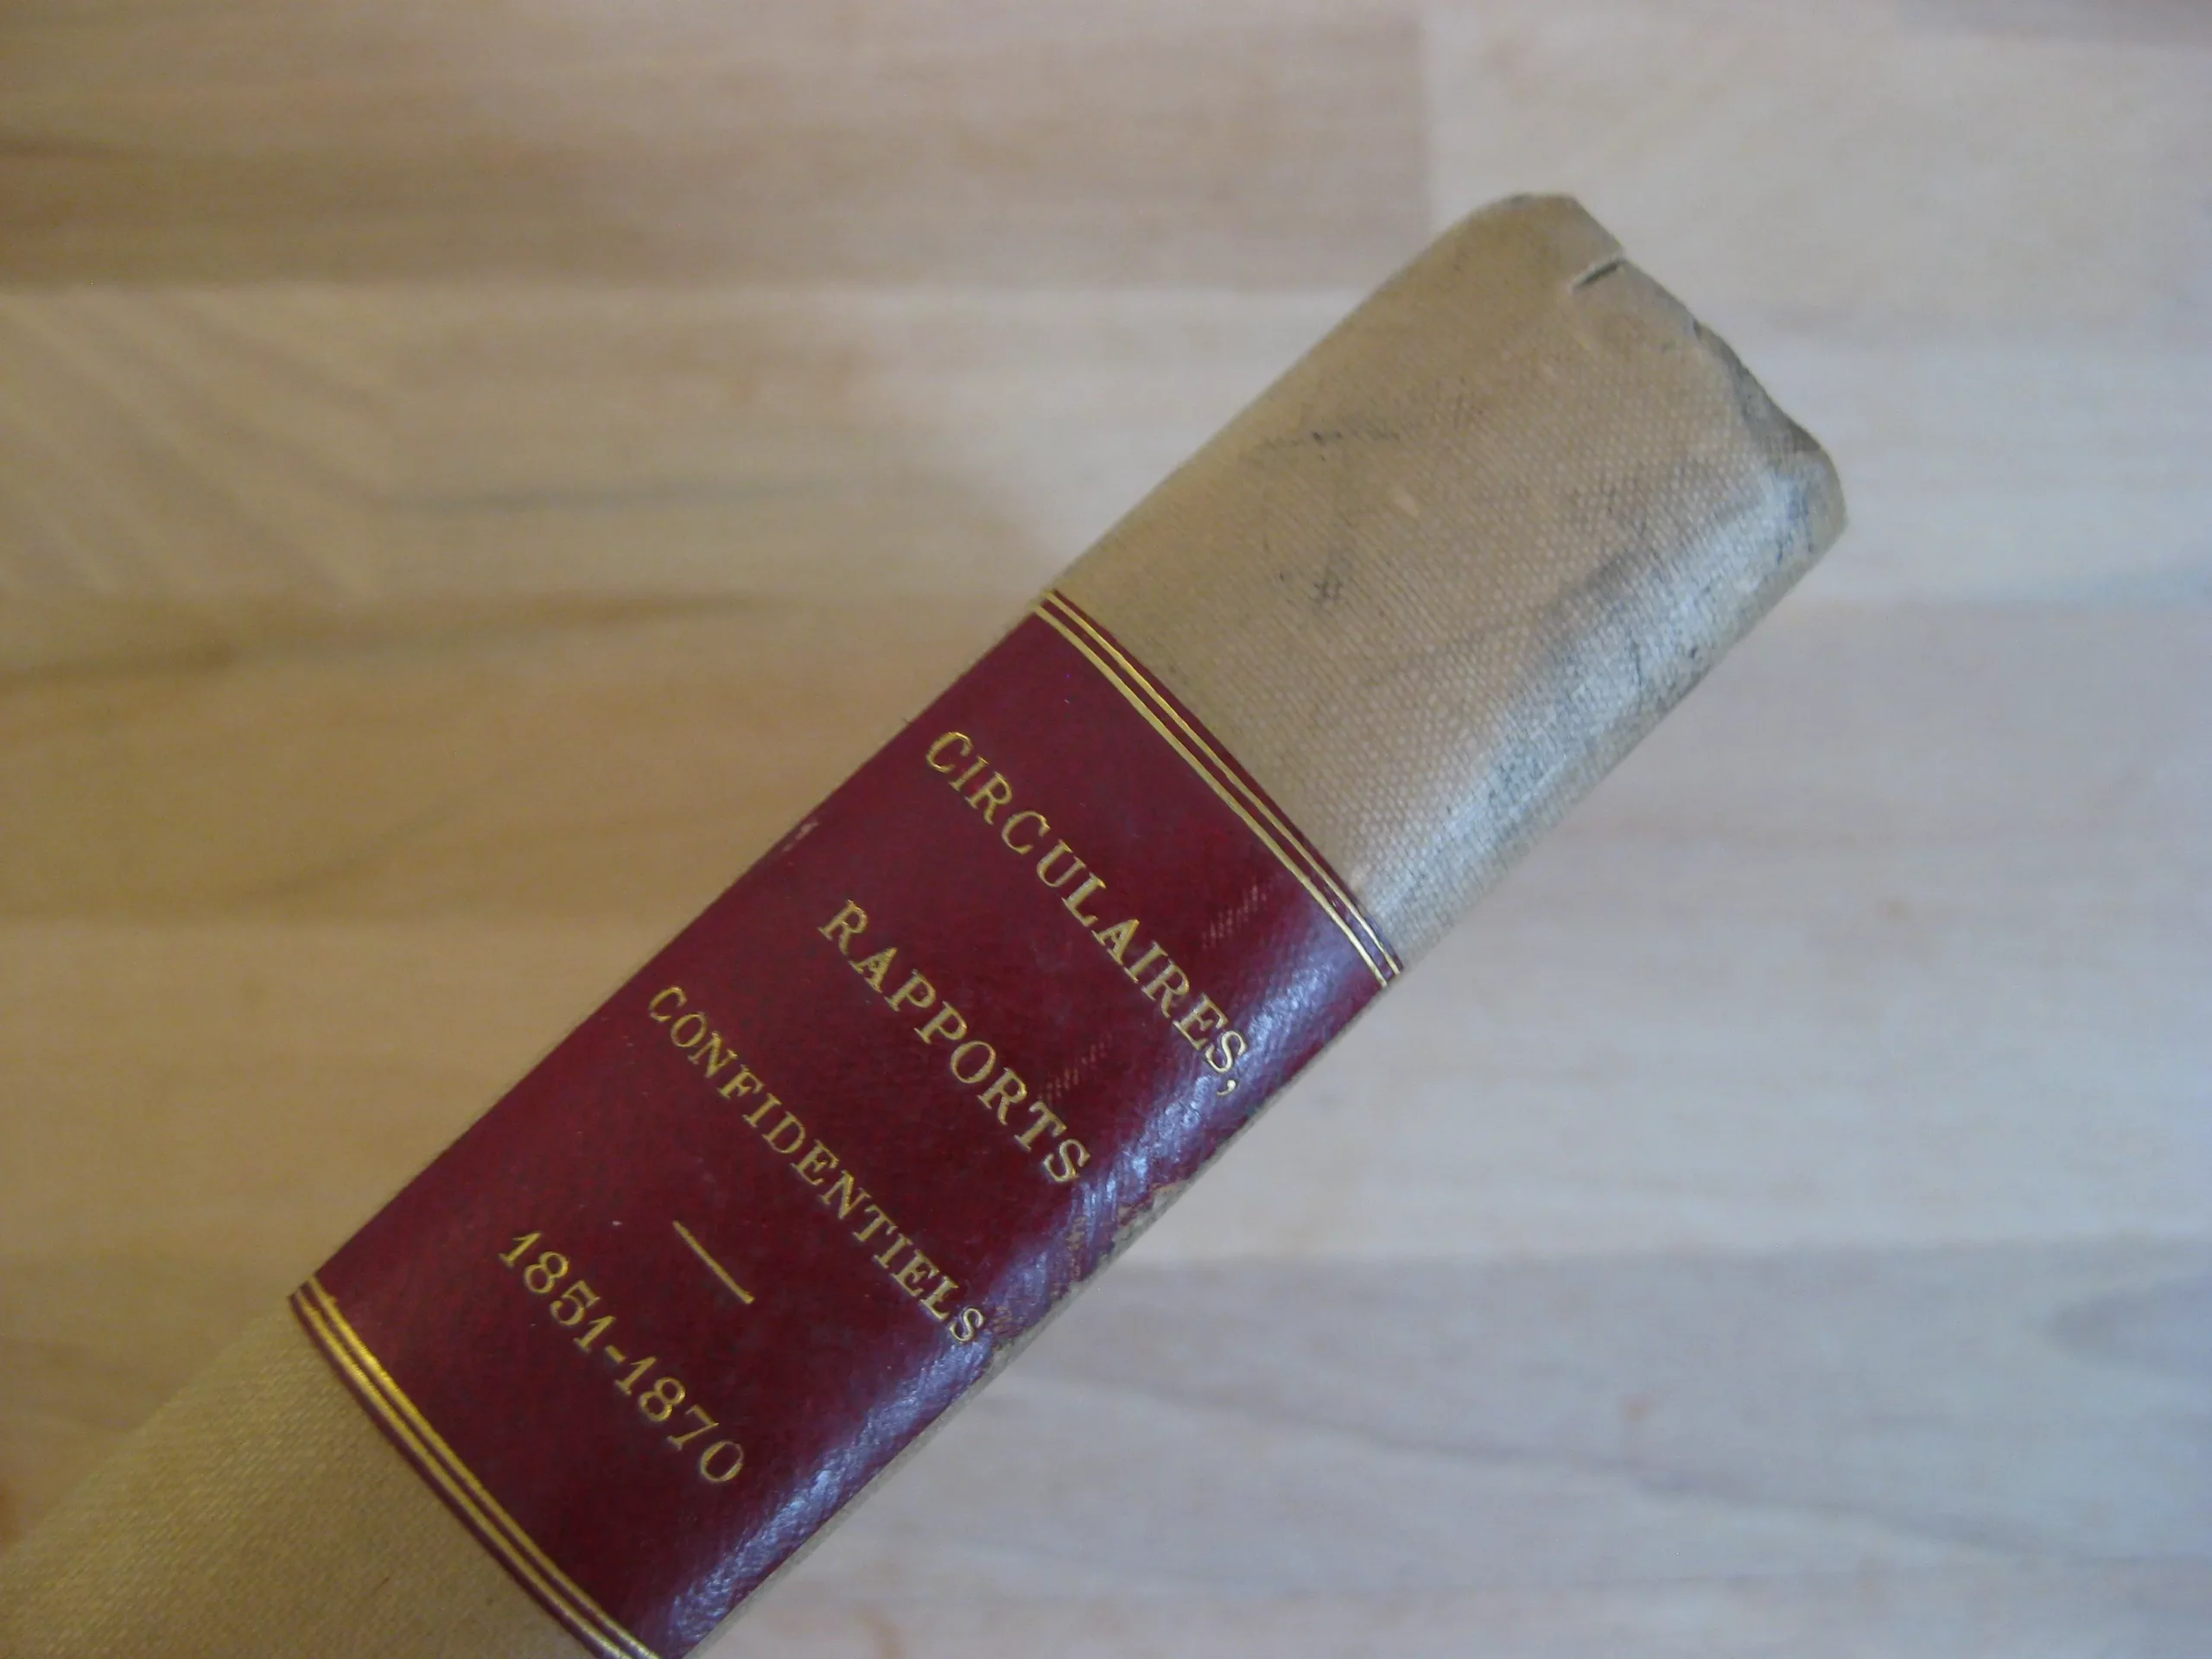 CIRCULAIRES,
RAPPORTS
CONFIDENTIELS
—
1851-1870